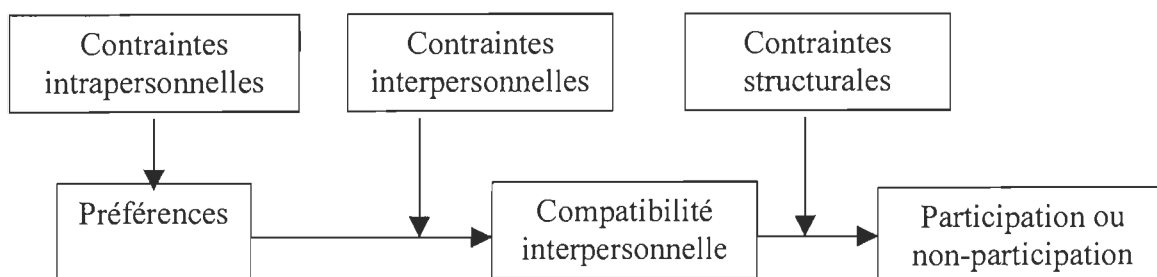 Contraintes
intrapersonnelles
Contraintes
interpersonnelles
Contraintes
structurales
Préférences
Compatibilité
interpersonnelle
Participation ou
non-participation